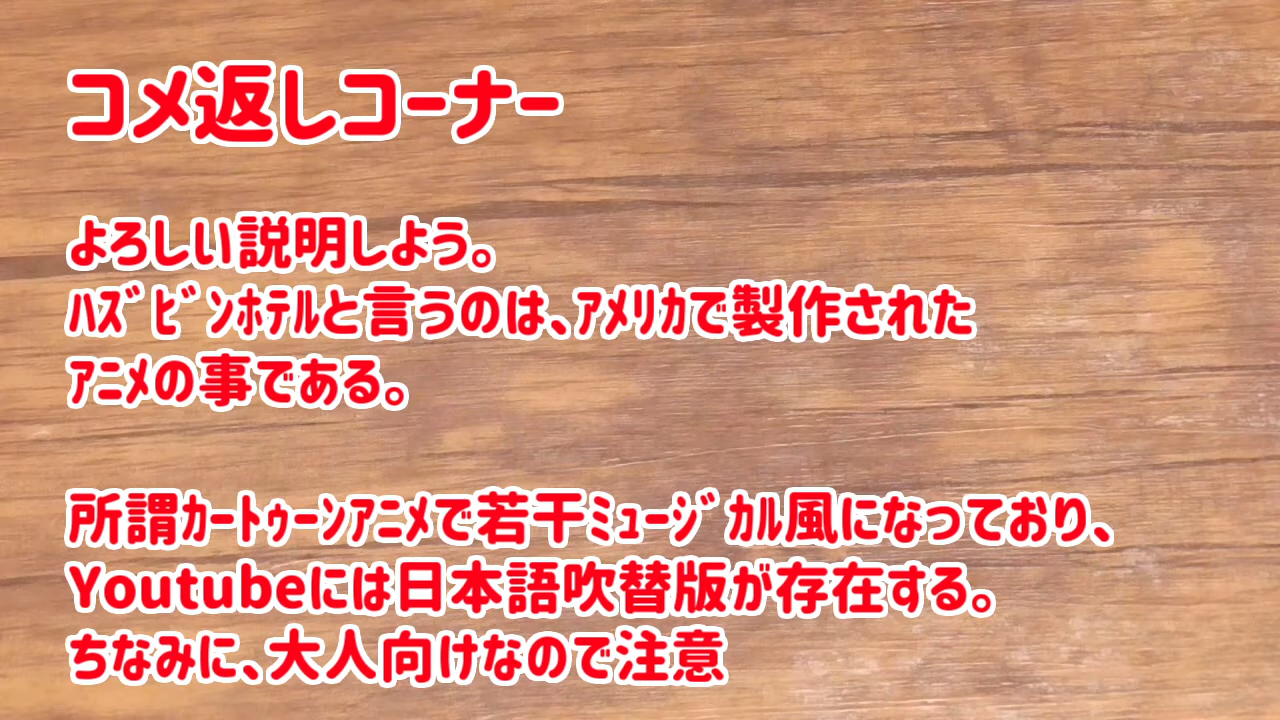 コメ返しコーナー
よろしい説明しよう。
ﾊｽﾞﾋﾞﾝﾎﾃﾙと言うのは、ｱﾒﾘｶで製作された
ｱﾆﾒの事である。
所謂ｶｰﾄｩｰﾝｱﾆﾒで若干ﾐｭｰｼﾞｶﾙ風になっており、
Youtubeには日本語吹替版が存在する。
ちなみに、大人向けなので注意